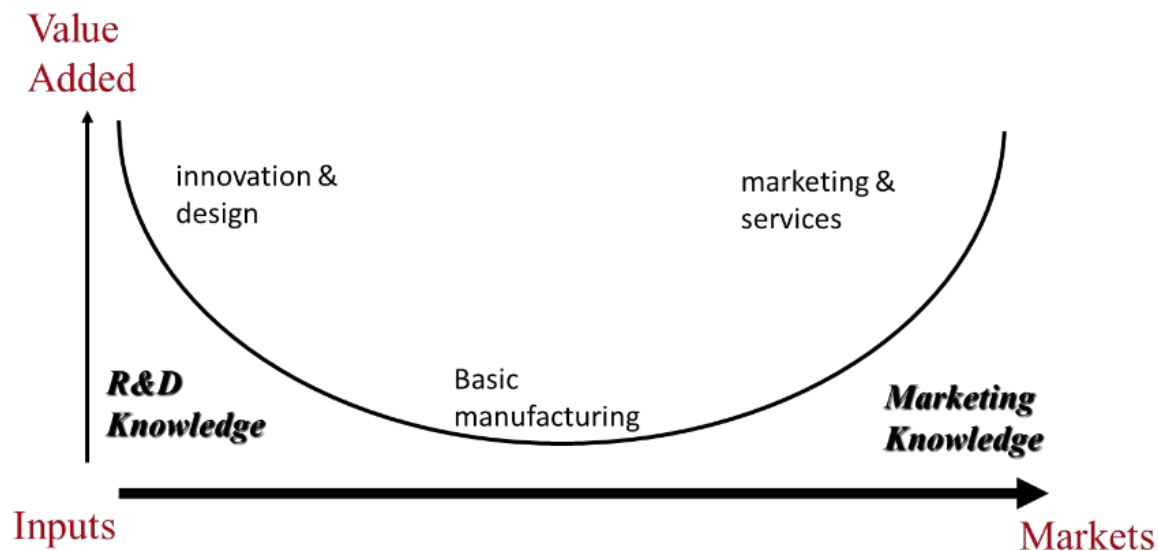 Value
Added
innovation &
design
marketing &
services
R&D
Knowledge
Basic
manufacturing
Marketing
Knowledge
Inputs
Markets